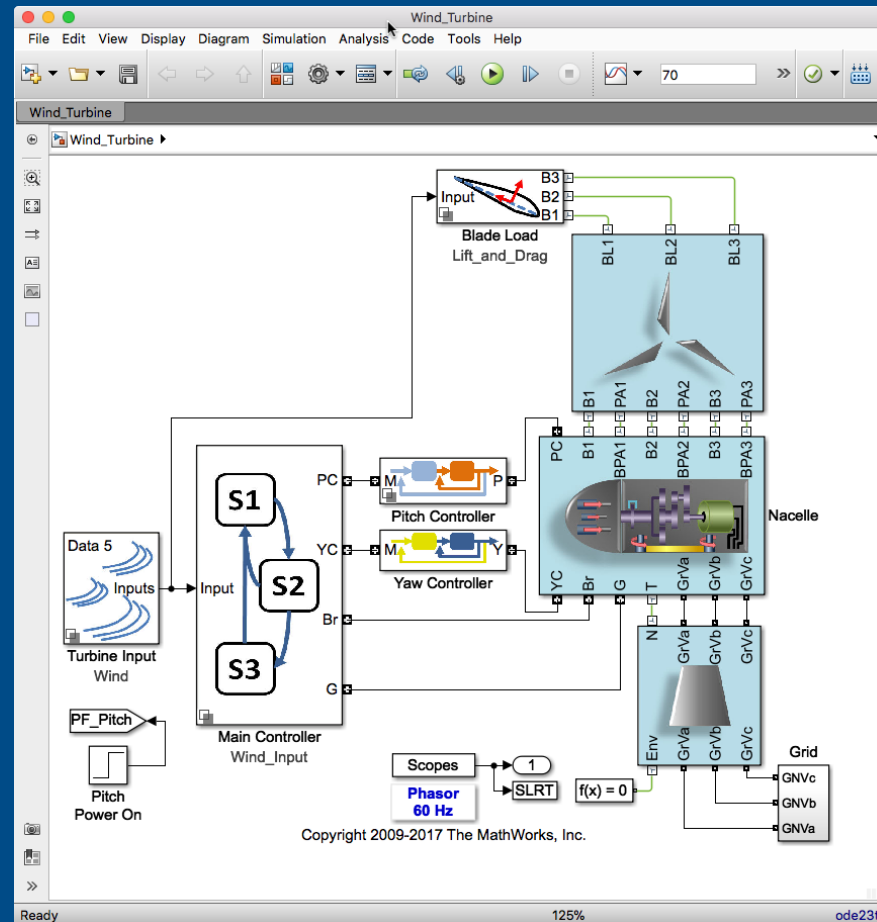 Wind_Turbine
File Edit View Display Diagram Simulation Analysis Code Tools Help
70
Wind_Turbine
Wind_Turbine
Input
B3
B2
B1
Blade Load
Lift_and_Drag
BL1 BL2 BL3
B1 PA1 B2 PA2 B3 PA3
PC B1 BPA1 B2 BPA2 B3 BPA3
Nacelle
YC Br G T GrVa GrVb GrVc
PC
M P
Pitch Controller
YC
M Y
Yaw Controller
Data 5
Inputs
Turbine Input
Wind
Input
S1
S2
S3
Br
G
Main Controller
Wind_Input
PF_Pitch
Pitch
Power On
N GrVa GrVb GrVc
Env GrVa GrVb GrVc
Grid
GNVc
GNVb
GNVa
Scopes
1
SLRT
f(x) = 0
Phasor
60 Hz
Copyright 2009-2017 The MathWorks, Inc.
Ready 125% ode23t